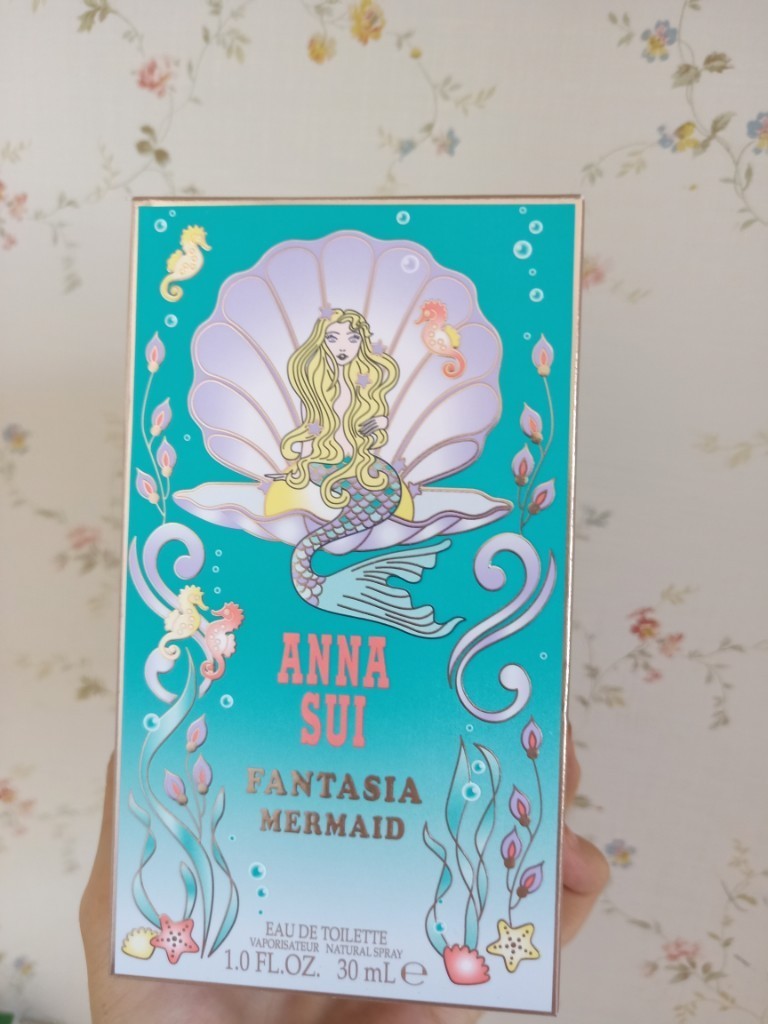 ANNA
SUI
FANTASIA
MERMAID
EAU DE TOILETTE
VAPORISATEUR NATURAL SPRAY
1.0 FL.OZ. 30 mL ℮